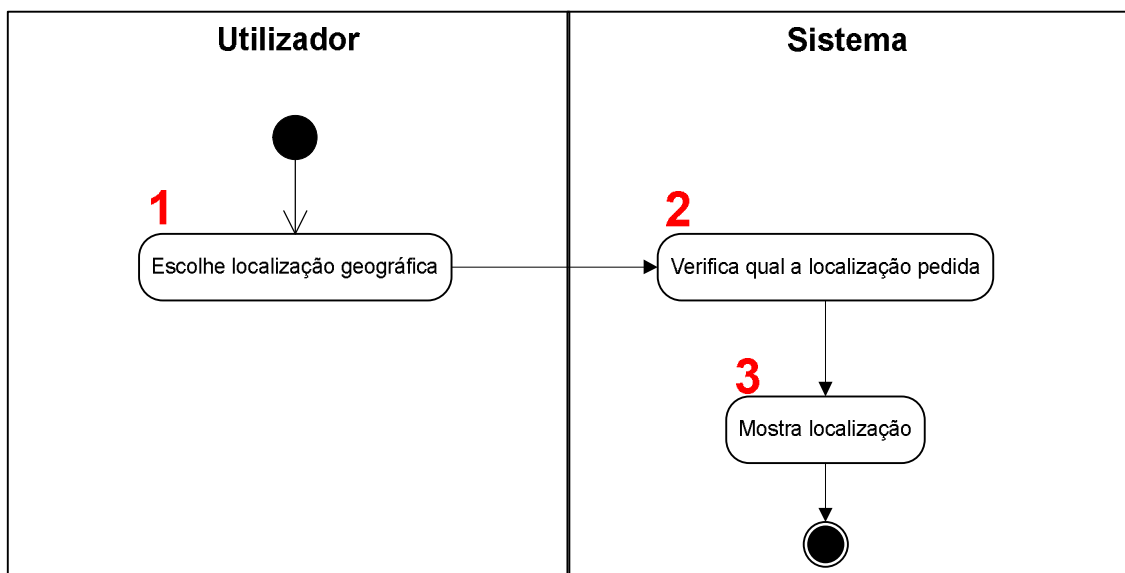 Utilizador
Sistema
1
2
Escolhe localização geográfica
Verifica qual a localização pedida
3
Mostra localização